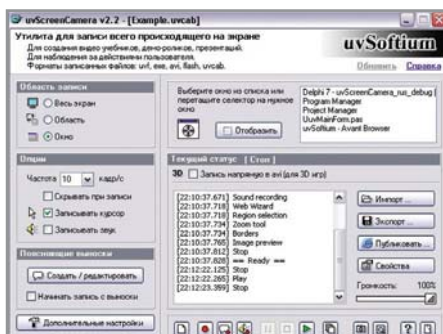 uvScreenCamera v2.2 - [Example.uvcab]
Утилита для записи всего происходящего на экране
Для создания видео учебников, демо-роликов, презентаций.
Для наблюдения за действиями пользователя.
Форматы записанных файлов: uvf, exe, avi, flash, uvcab.
uvSoftium
Обновить Справка
Область записи
Весь экран
Область
Окно
Выберите окно из списка или
перетащите селектор на нужное
окно
Отобразить
Delphi 7 - uvScreenCamera_rus_debug [
Program Manager
Project Manager
UuvMainForm.pas
uvSoftium - Avant Browser
Опции
Частота 10 кадр/с
Скрывать при записи
Записывать курсор
Записывать звук
Текущий статус [ Стоп ]
3D Запись напрямую в avi (для 3D игр)
[22:10:37.671] Sound recording
[22:10:37.718] Web Wizard
[22:10:37.718] Region selection
[22:10:37.734] Zoom tool
[22:10:37.734] Borders
[22:10:37.765] Image preview
[22:10:37.812] Stop
[22:10:37.828] == Ready ==
[22:12:22.125] Stop
[22:12:22.265] Play
[22:12:23.359] Stop
Импорт ...
Экспорт ...
Публиковать ...
Свойства
Громкость: 100%
Поясняющие выноски
Создать / редактировать
Начинать запись с выноски
Дополнительные настройки